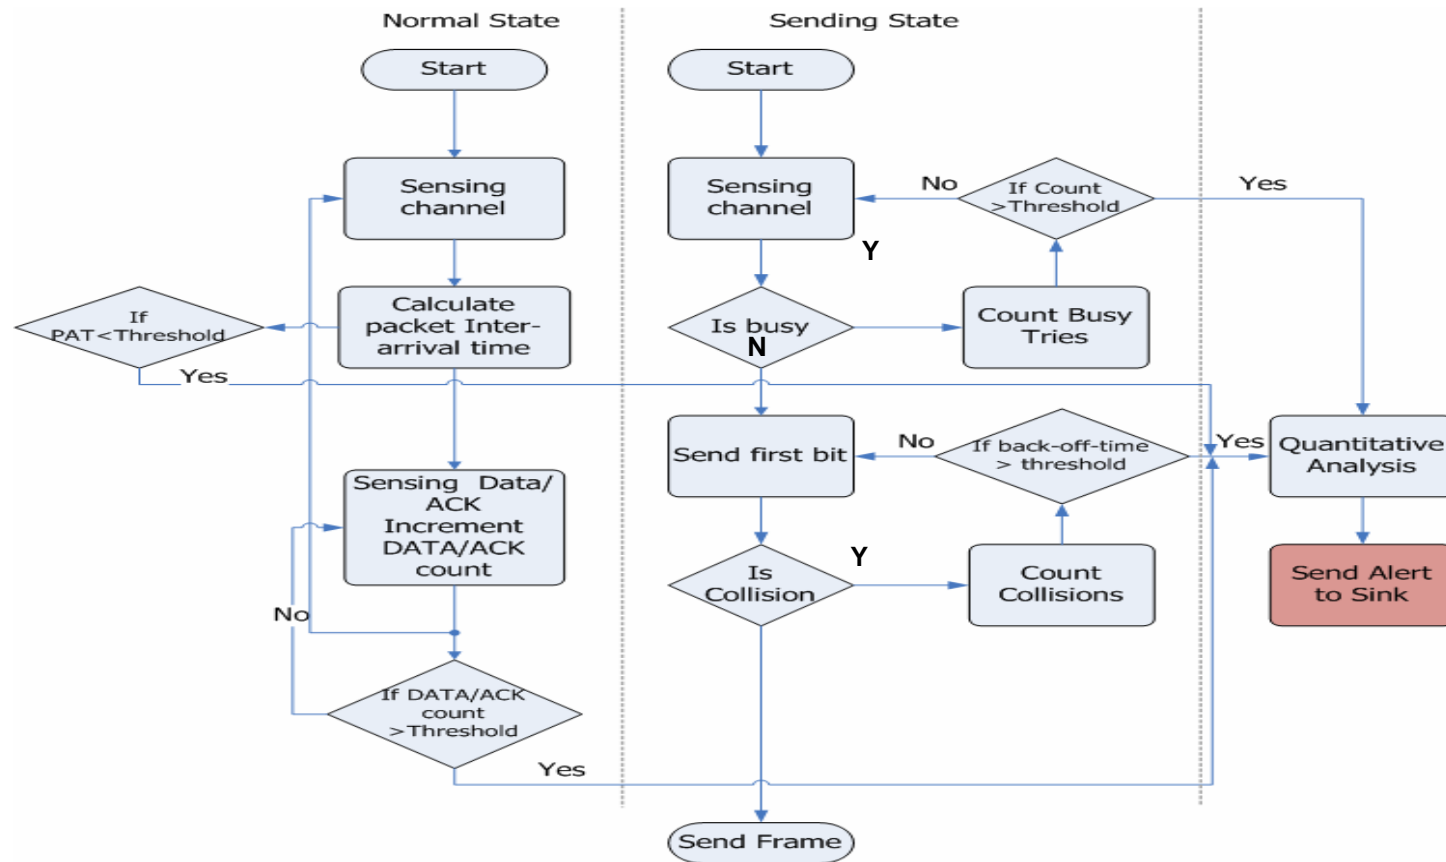 Normal State
Sending State
Start
Start
Sensing
channel
Sensing
channel
No
If Count
>Threshold
Yes
Y
If
PAT<Threshold
Calculate
packet Inter-
arrival time
Is busy
N
Count Busy
Tries
Yes
Send first bit
No
If back-off-time
> threshold
Yes
Quantitative
Analysis
Sensing Data/
ACK
Increment
DATA/ACK
count
Y
Is
Collision
Count
Collisions
Send Alert
to Sink
No
If DATA/ACK
count
>Threshold
Yes
Send Frame